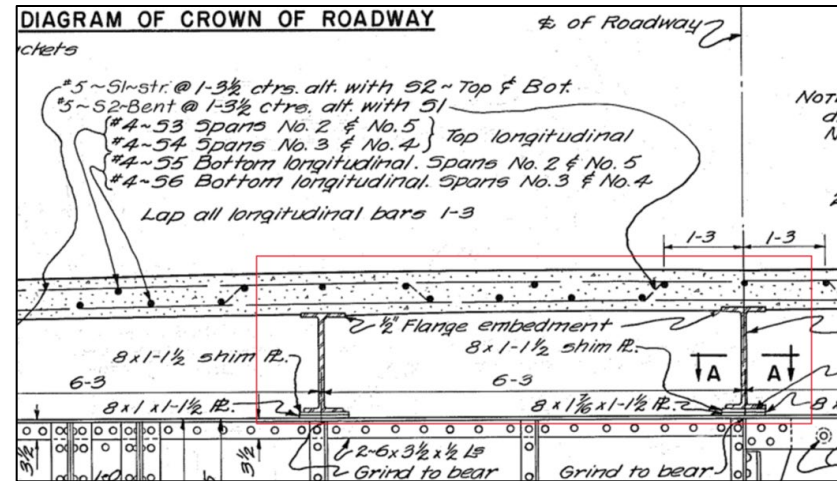 DIAGRAM OF CROWN OF ROADWAY
℄ of Roadway
ckets
#5~S1~str. @ 1-3½ ctrs. alt. with S2 ~ Top & Bot.
#5~S2-Bent @ 1-3½ ctrs. alt. with S1
#4~S3 Spans No. 2 & No. 5
#4~S4 Spans No. 3 & No. 4
Top longitudinal
#4~S5 Bottom longitudinal. Spans No. 2 & No. 5
#4~S6 Bottom longitudinal. Spans No. 3 & No. 4
Lap all longitudinal bars 1-3
1-3
1-3
½" Flange embedment
8 x 1-1½ shim ℙ.
8 x 1-1½ shim ℙ.
A
A
6-3
6-3
8 x 1 x 1-1½ ℙ.
8 x 1 7/16 x 1-1½ ℙ.
3½
3½
2~6x3½x½ Ls
Grind to bear
Grind to bear